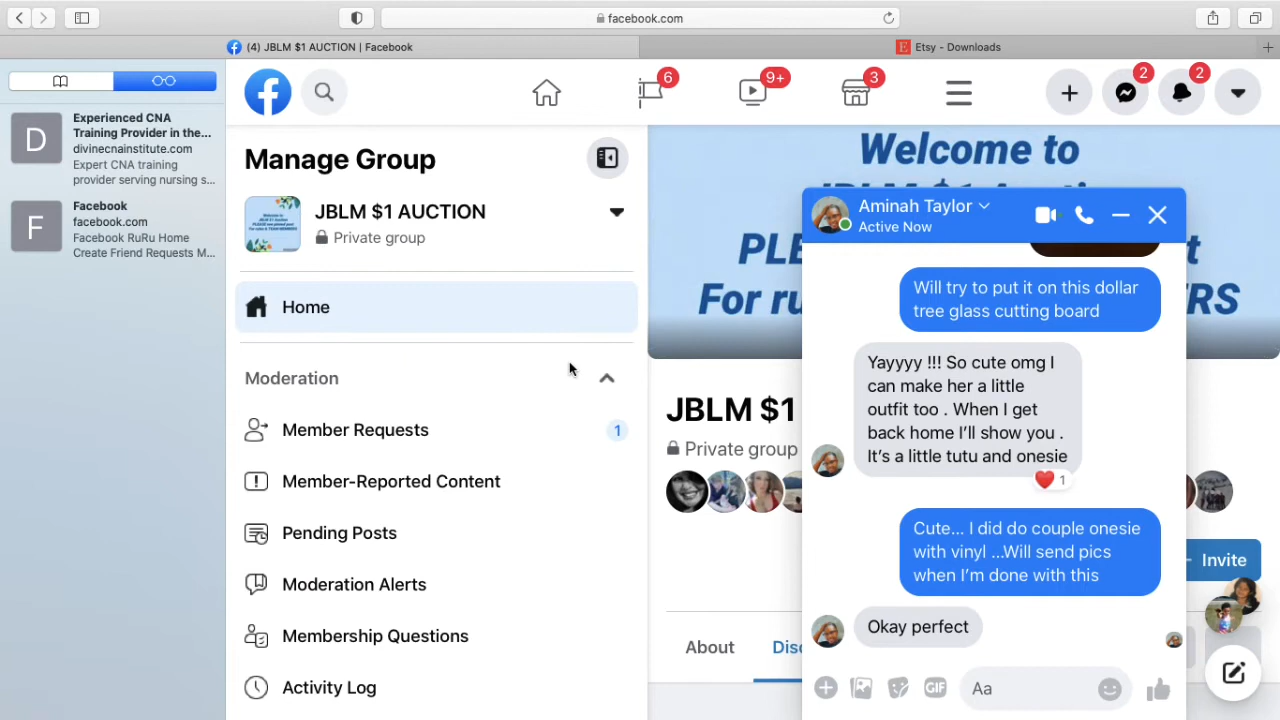 facebook.com
(4) JBLM $1 AUCTION | Facebook
Etsy - Downloads
Experienced CNA
Training Provider in the...
divinecnainstitute.com
Expert CNA training
provider serving nursing s...
Facebook
facebook.com
Facebook RuRu Home
Create Friend Requests M...
D
F
6
9+
3
2
2
Manage Group
JBLM $1 AUCTION
Private group
Home
Moderation
Member Requests
1
Member-Reported Content
Pending Posts
Moderation Alerts
Membership Questions
Activity Log
Welcome to
For ru
JBLM $1
Private group
Invite
About
Aminah Taylor
Active Now
Will try to put it on this dollar
tree glass cutting board
Yayyyy !!! So cute omg I
can make her a little
outfit too . When I get
back home I’ll show you .
It’s a little tutu and onesie
1
Cute... I did do couple onesie
with vinyl ...Will send pics
when I’m done with this
Okay perfect
GIF
Aa